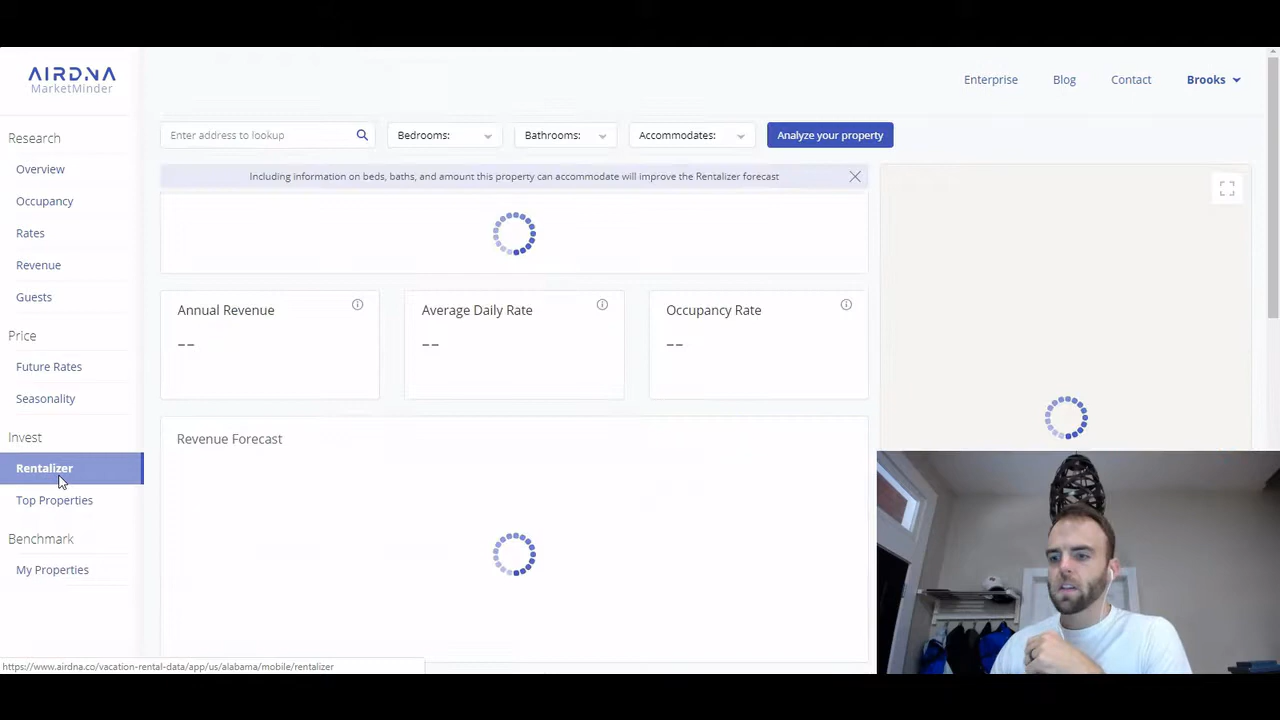 AIRDNA
MarketMinder
Enterprise
Blog
Contact
Brooks
Research
Overview
Occupancy
Rates
Revenue
Guests
Price
Future Rates
Seasonality
Invest
Rentalizer
Top Properties
Benchmark
My Properties
Enter address to lookup
Bedrooms:
Bathrooms:
Accommodates:
Analyze your property
Including information on beds, baths, and amount this property can accommodate will improve the Rentalizer forecast
Annual Revenue
--
Average Daily Rate
--
Occupancy Rate
--
Revenue Forecast
https://www.airdna.co/vacation-rental-data/app/us/alabama/mobile/rentalizer